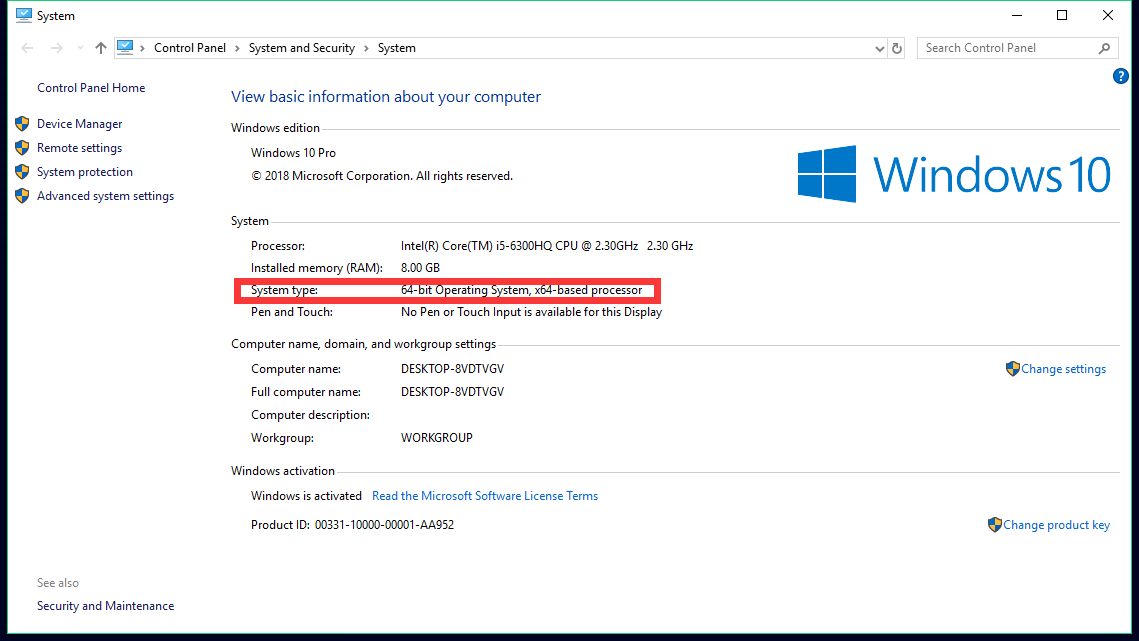 System
Control Panel > System and Security > System
Search Control Panel
?
Control Panel Home
Device Manager
Remote settings
System protection
Advanced system settings
View basic information about your computer
Windows edition
Windows 10 Pro
© 2018 Microsoft Corporation. All rights reserved.
Windows 10
System
Processor: Intel(R) Core(TM) i5-6300HQ CPU @ 2.30GHz 2.30 GHz
Installed memory (RAM): 8.00 GB
System type: 64-bit Operating System, x64-based processor
Pen and Touch: No Pen or Touch Input is available for this Display
Computer name, domain, and workgroup settings
Computer name: DESKTOP-8VDTVGV
Change settings
Full computer name: DESKTOP-8VDTVGV
Computer description:
Workgroup: WORKGROUP
Windows activation
Windows is activated Read the Microsoft Software License Terms
Product ID: 00331-10000-00001-AA952
Change product key
See also
Security and Maintenance